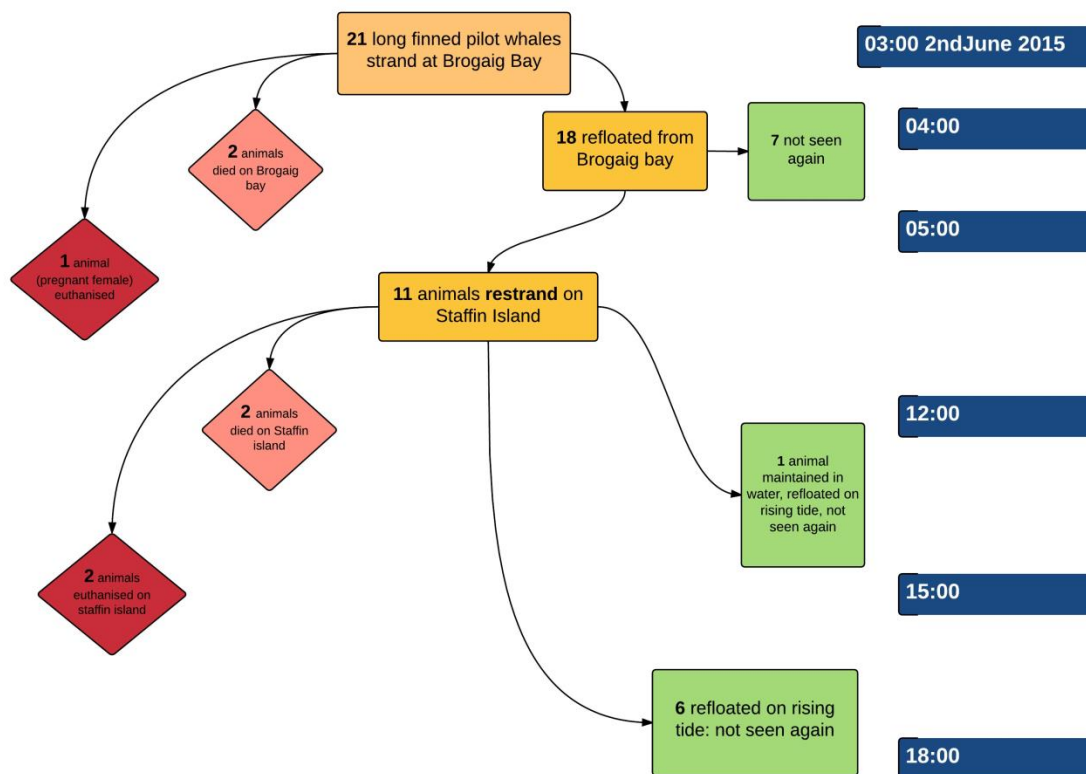 21 long finned pilot whales
strand at Brogaig Bay
03:00 2ndJune 2015
18 refloated from
Brogaig bay
7 not seen
again
04:00
2 animals
died on Brogaig
bay
05:00
1 animal
(pregnant female)
euthanised
11 animals restrand on
Staffin Island
2 animals
died on Staffin
island
12:00
1 animal
maintained in
water, refloated on
rising tide, not
seen again
2 animals
euthanised on
staffin island
15:00
6 refloated on rising
tide: not seen again
18:00